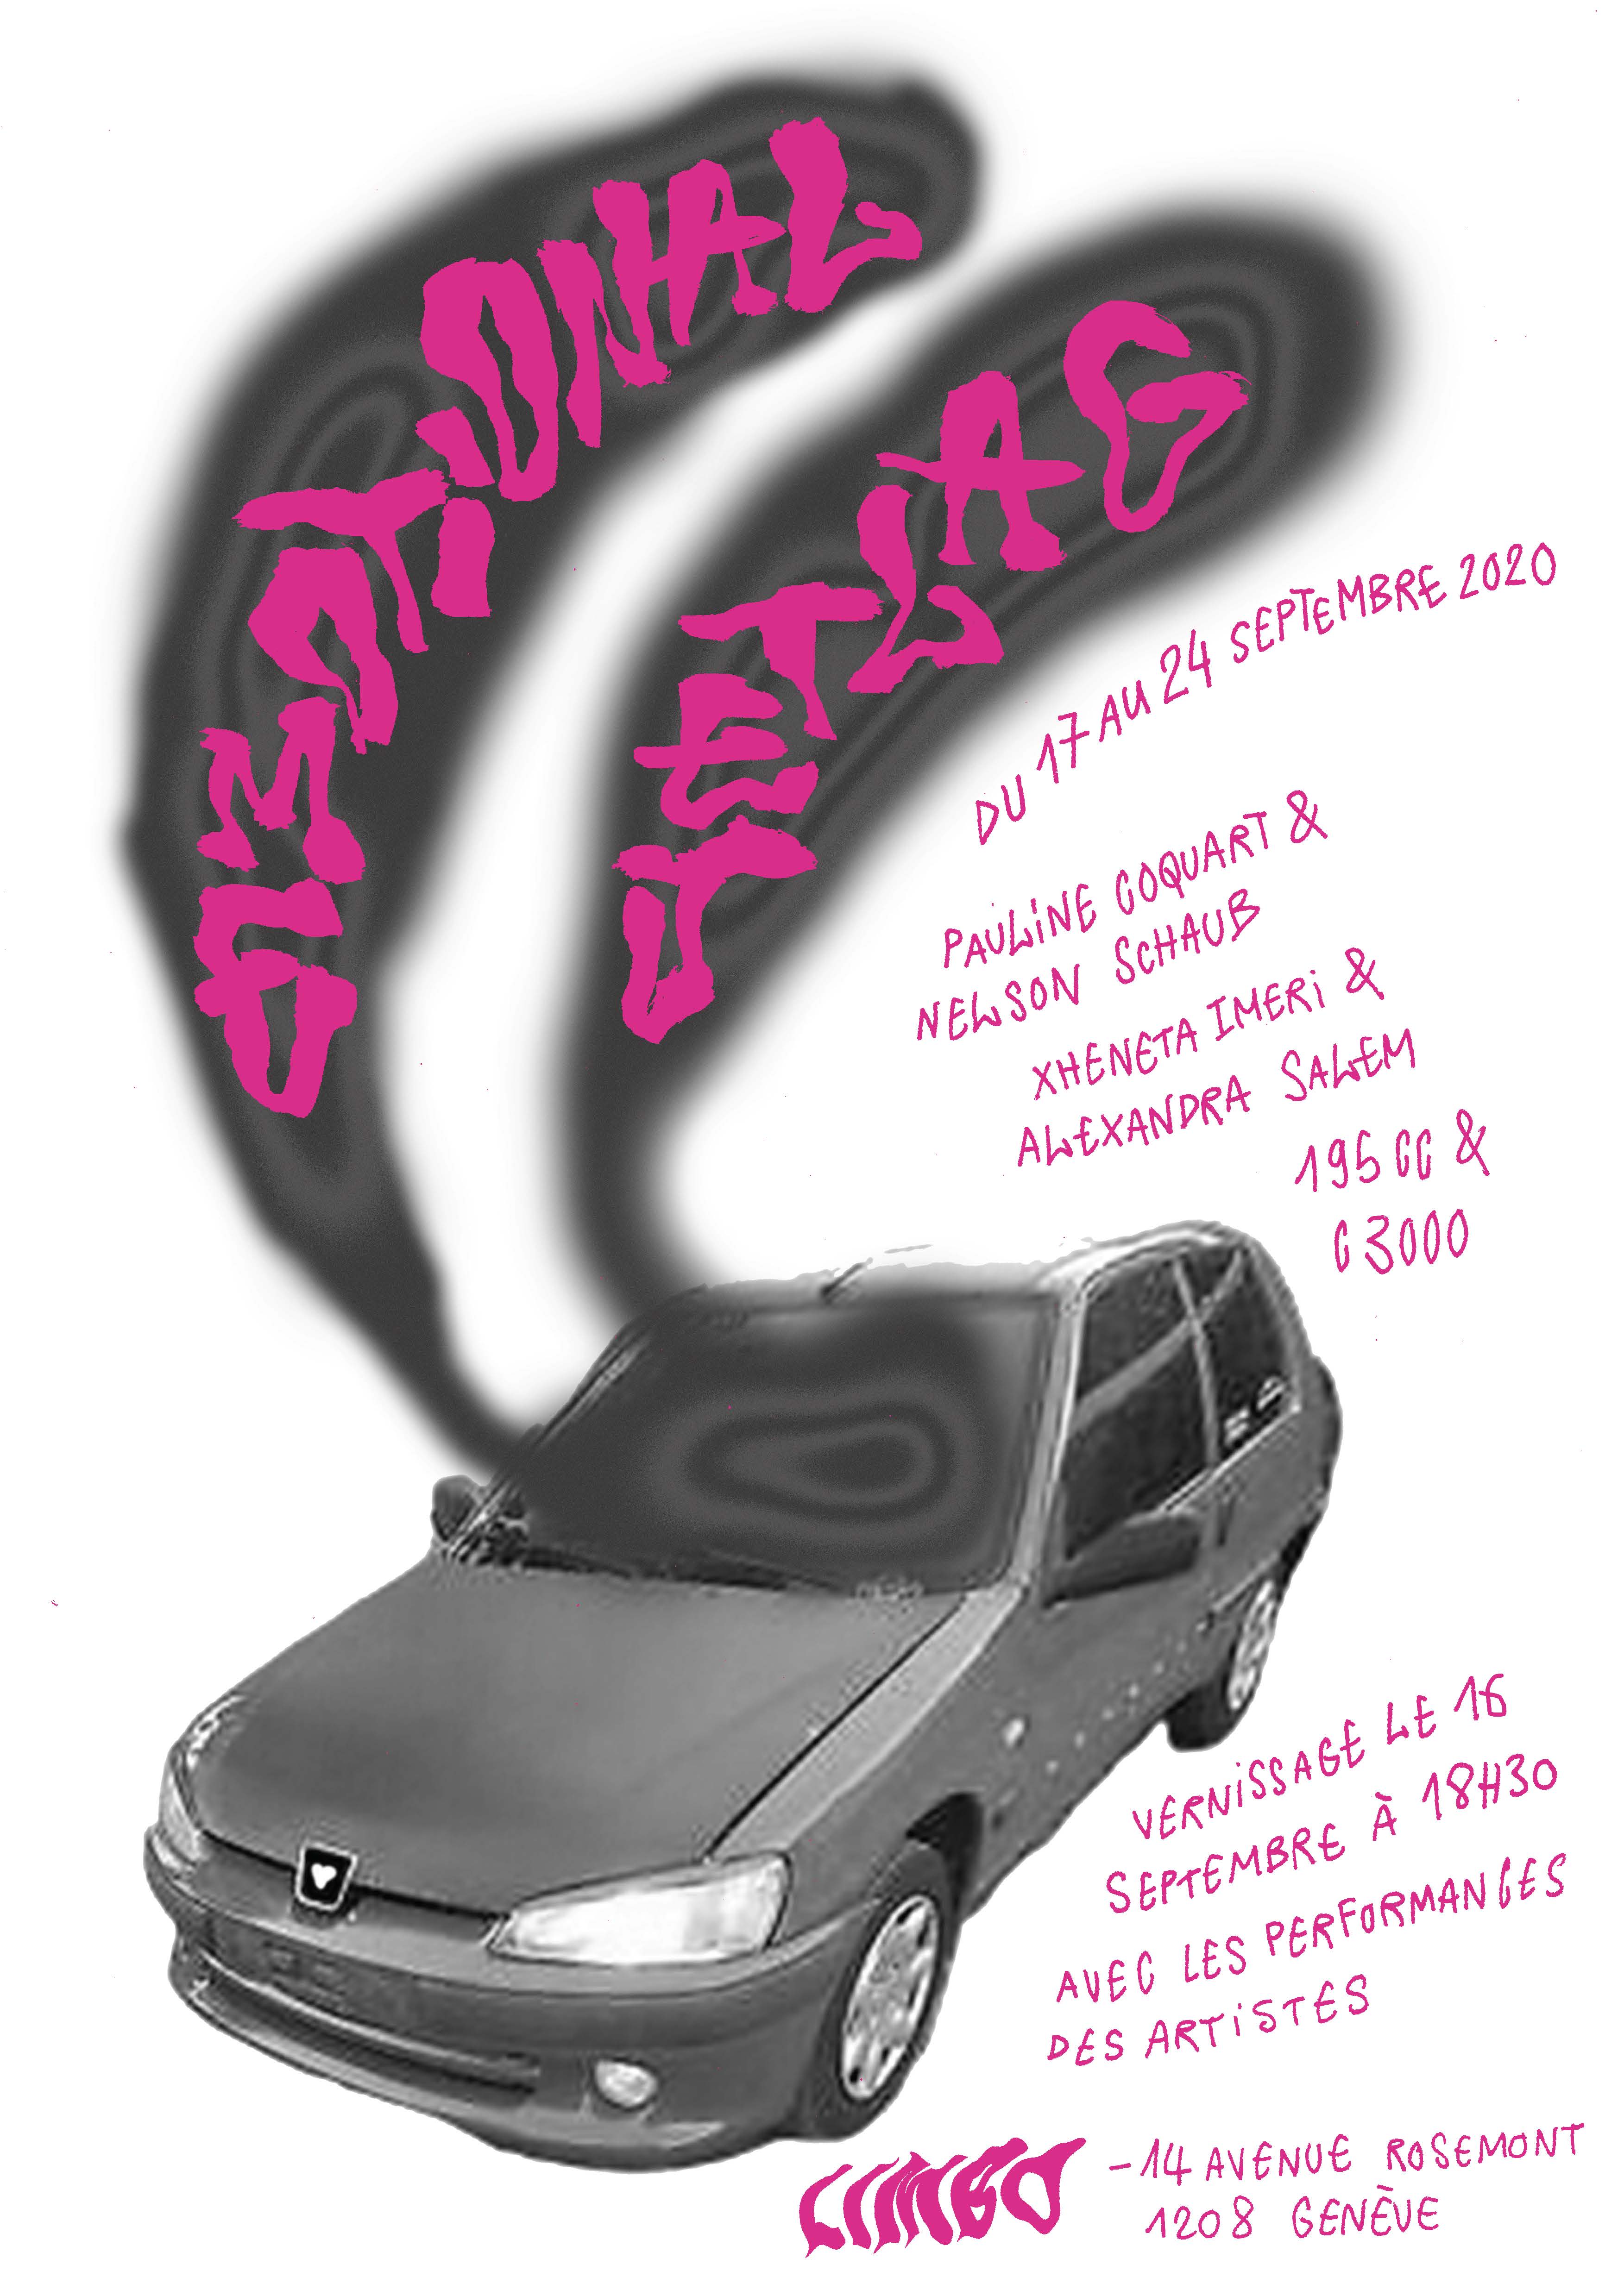 EMOTIONAL
JETLAG
DU 17 AU 24 SEPTEMBRE 2020
PAULINE COQUART &
NELSON SCHAUB
XHENETA IMERI &
ALEXANDRA SALEM
195 CC &
C 3000
VERNISSAGE LE 16
SEPTEMBRE À 18H30
AVEC LES PERFORMANCES
DES ARTISTES
LIMBO - 14 AVENUE ROSEMONT
1208 GENÈVE